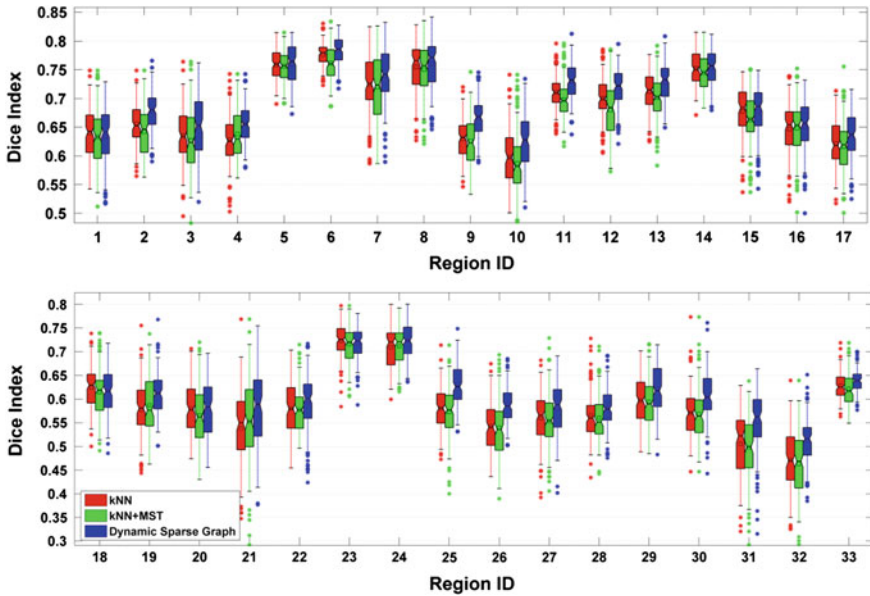 0.85
0.8
0.75
0.7
0.65
0.6
0.55
0.5
Dice Index
1 2 3 4 5 6 7 8 9 10 11 12 13 14 15 16 17
Region ID
0.8
0.75
0.7
0.65
0.6
0.55
0.5
0.45
0.4
0.35
0.3
Dice Index
kNN
kNN+MST
Dynamic Sparse Graph
18 19 20 21 22 23 24 25 26 27 28 29 30 31 32 33
Region ID